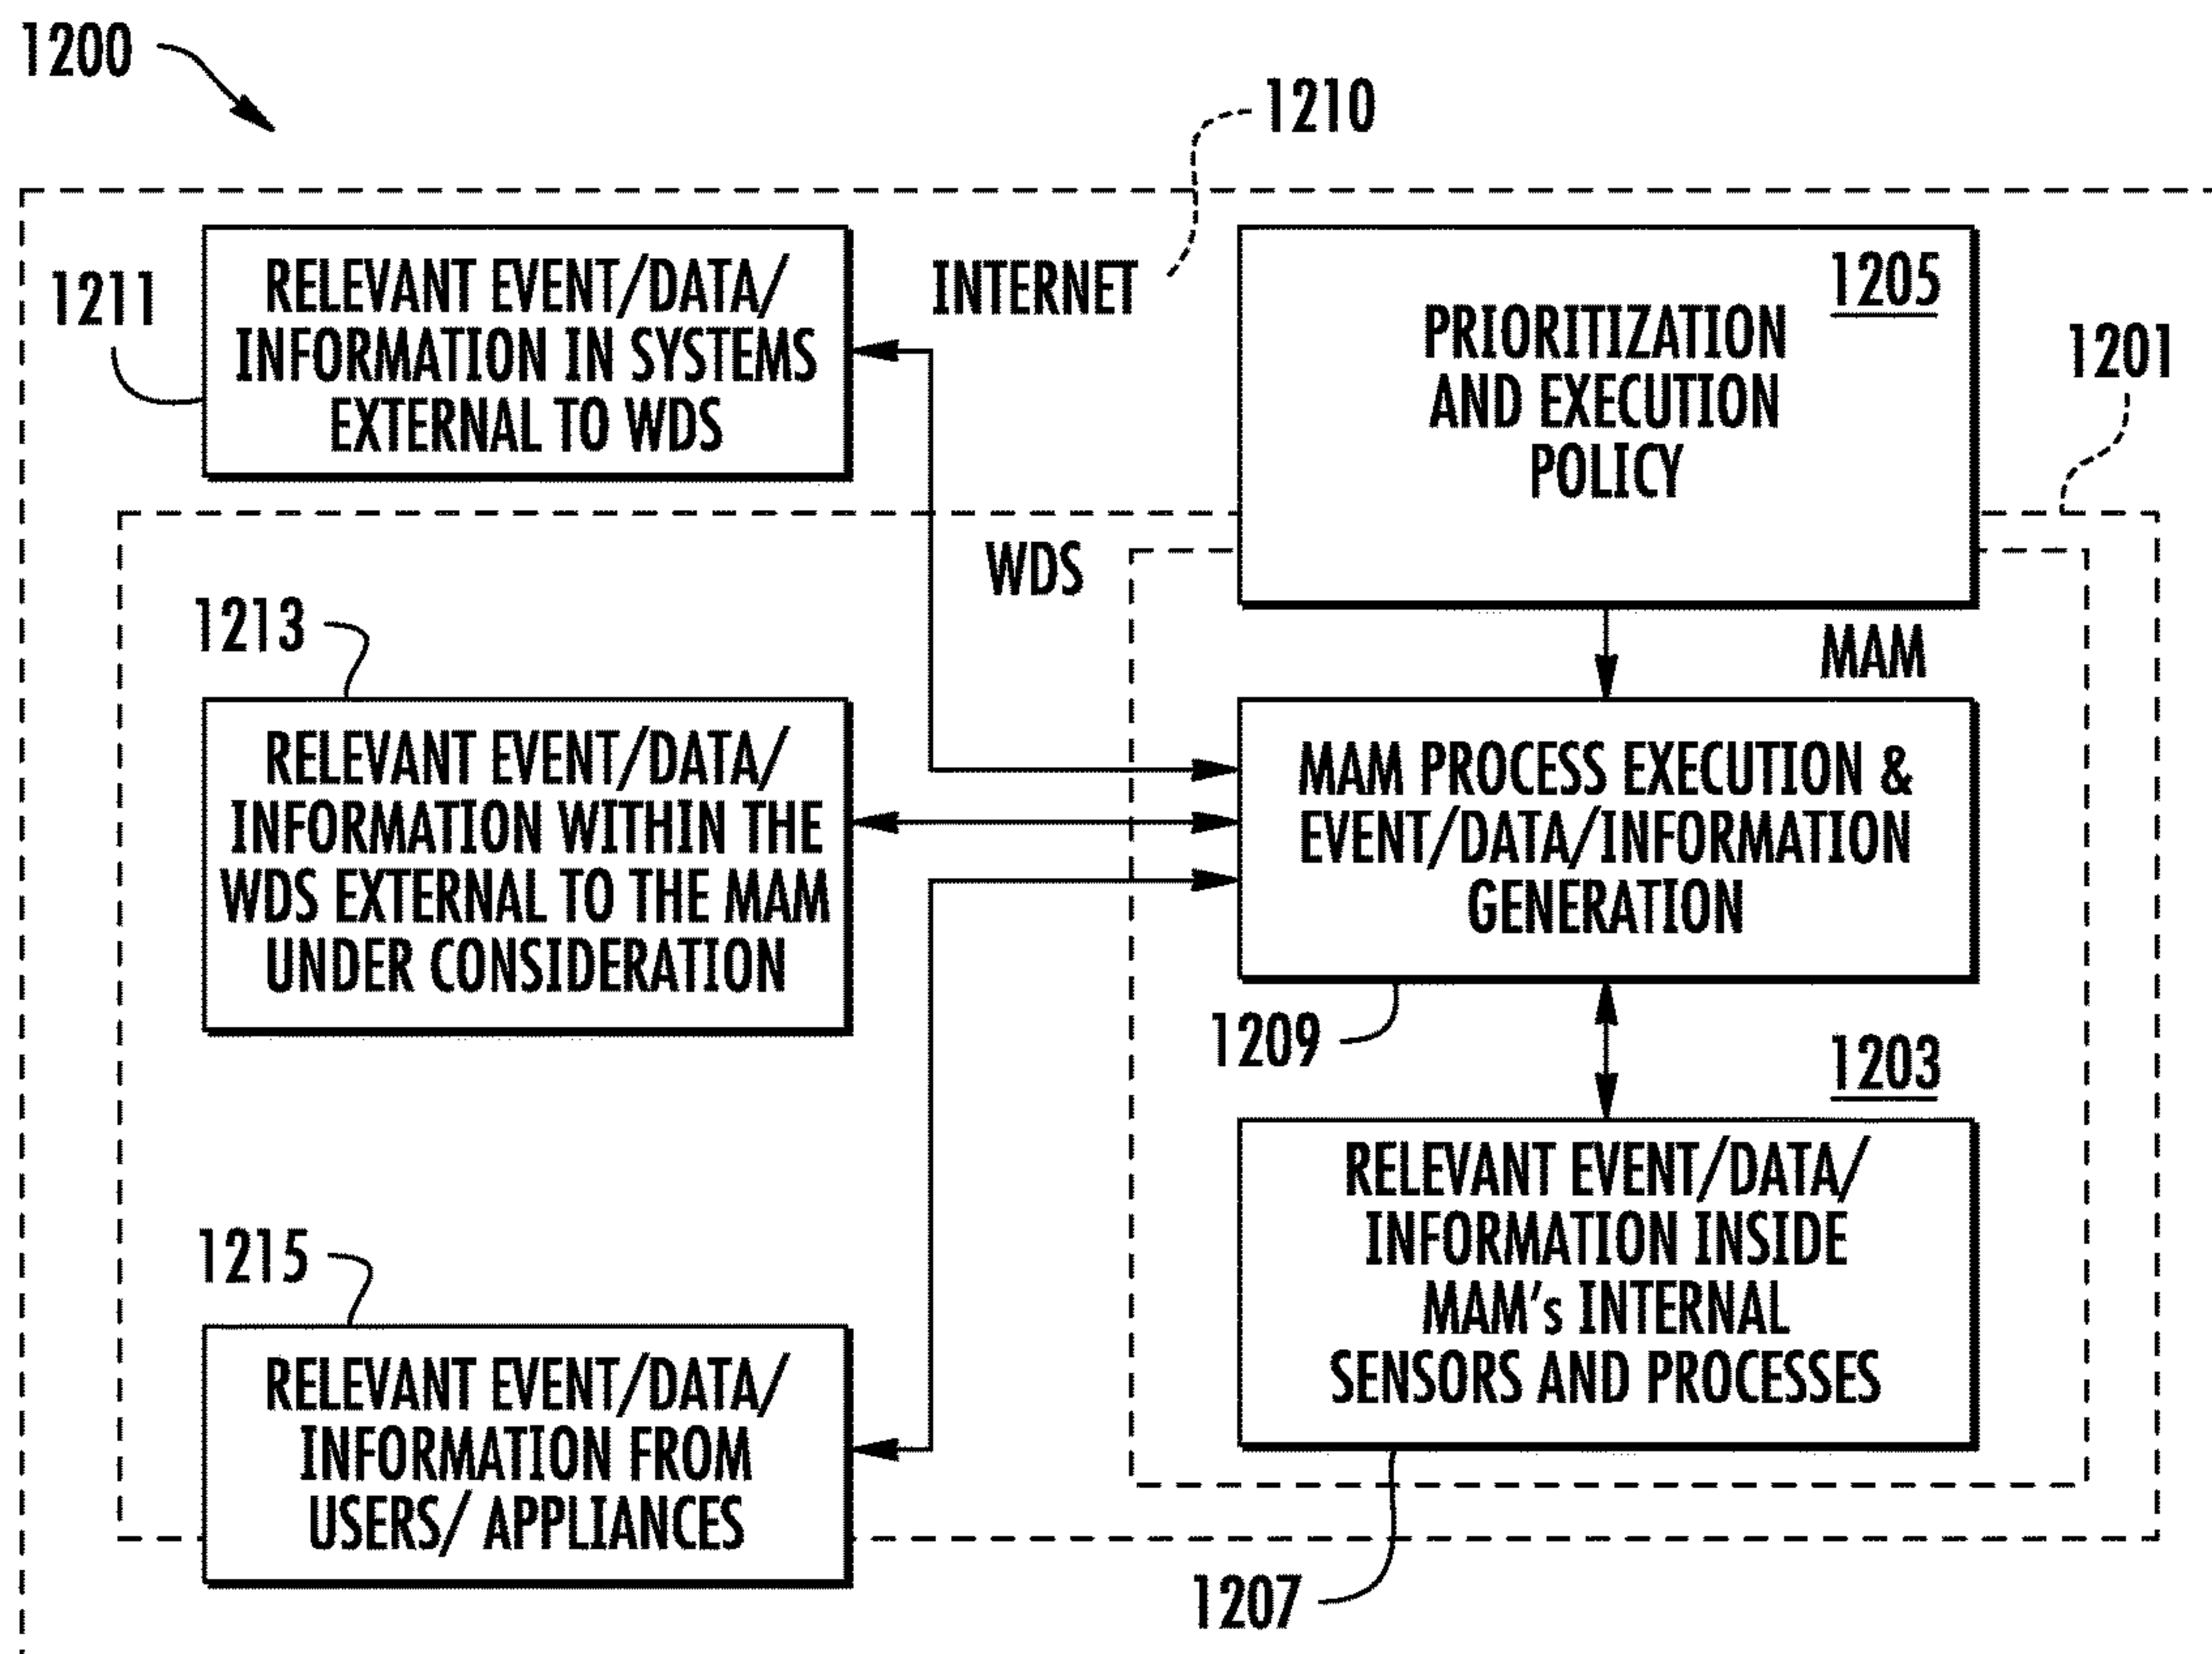 1200
1210
1211
RELEVANT EVENT/DATA/
INFORMATION IN SYSTEMS
EXTERNAL TO WDS
INTERNET
1205
PRIORITIZATION
AND EXECUTION
POLICY
1201
WDS
MAM
1213
RELEVANT EVENT/DATA/
INFORMATION WITHIN THE
WDS EXTERNAL TO THE MAM
UNDER CONSIDERATION
MAM PROCESS EXECUTION &
EVENT/DATA/INFORMATION
GENERATION
1209
1203
RELEVANT EVENT/DATA/
INFORMATION INSIDE
MAM's INTERNAL
SENSORS AND PROCESSES
1215
RELEVANT EVENT/DATA/
INFORMATION FROM
USERS/ APPLIANCES
1207